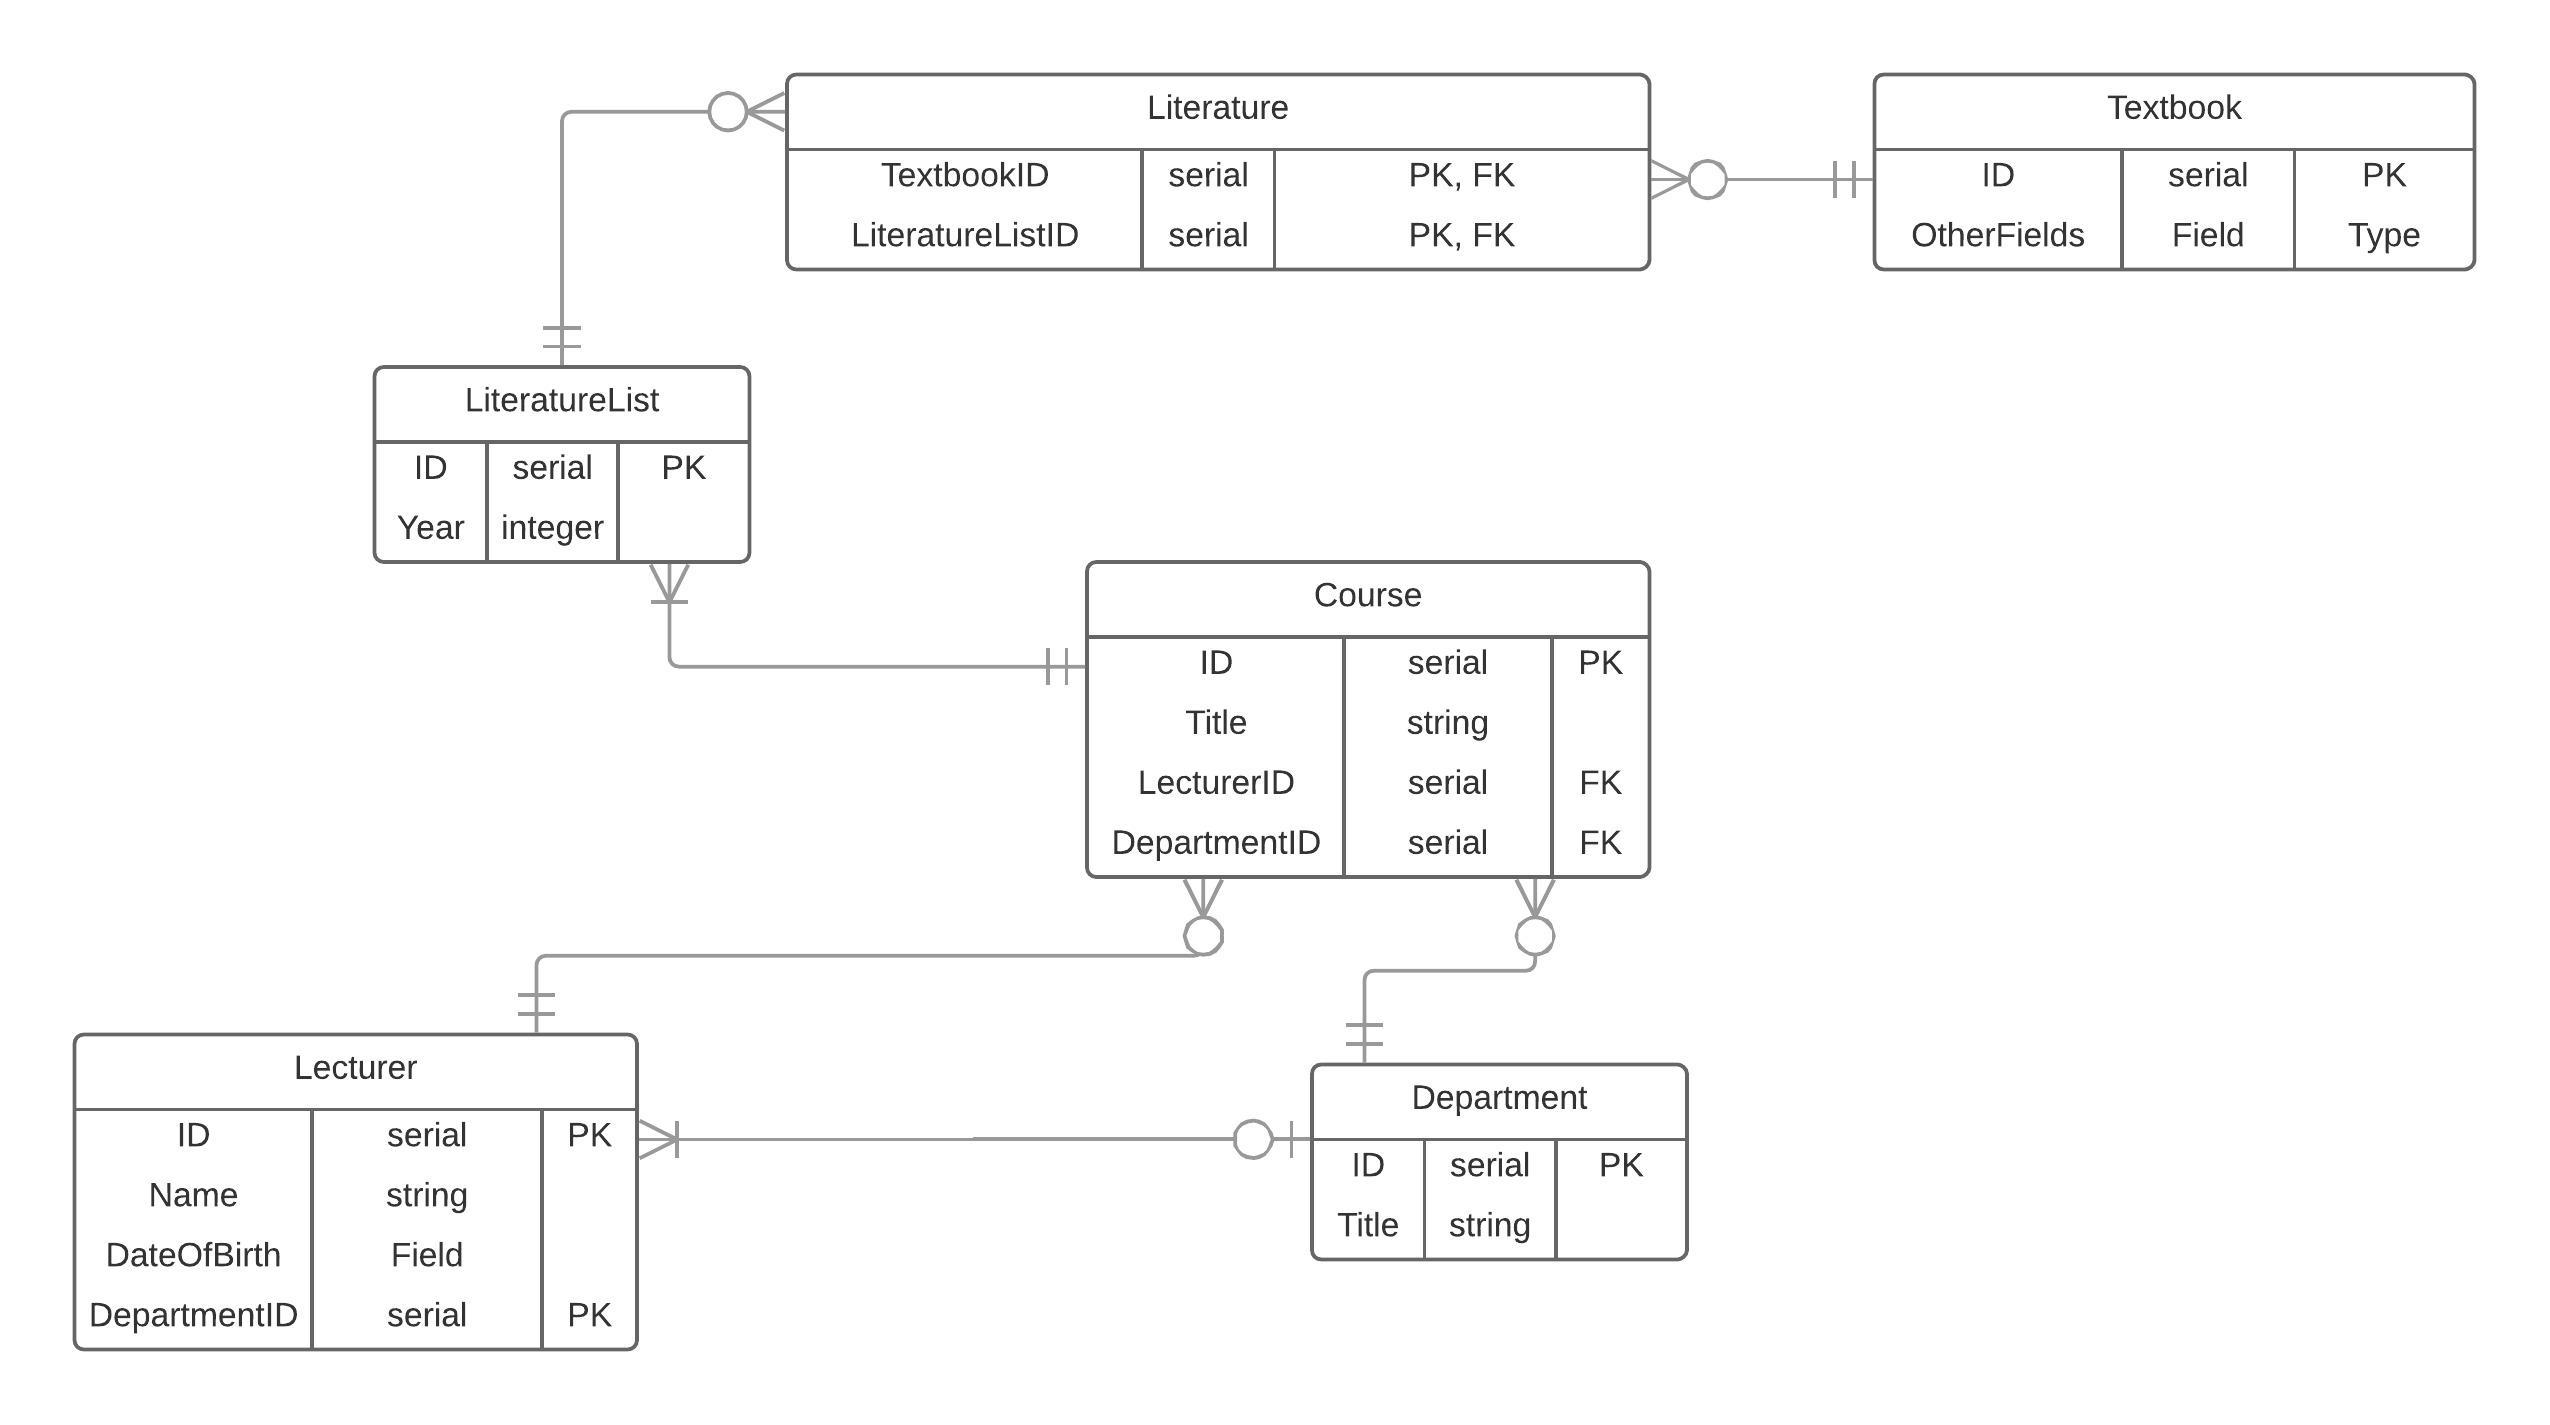 Literature
TextbookID serial PK, FK
LiteratureListID serial PK, FK
Textbook
ID serial PK
OtherFields Field Type
LiteratureList
ID serial PK
Year integer
Course
ID serial PK
Title string
LecturerID serial FK
DepartmentID serial FK
Lecturer
ID serial PK
Name string
DateOfBirth Field
DepartmentID serial PK
Department
ID serial PK
Title string